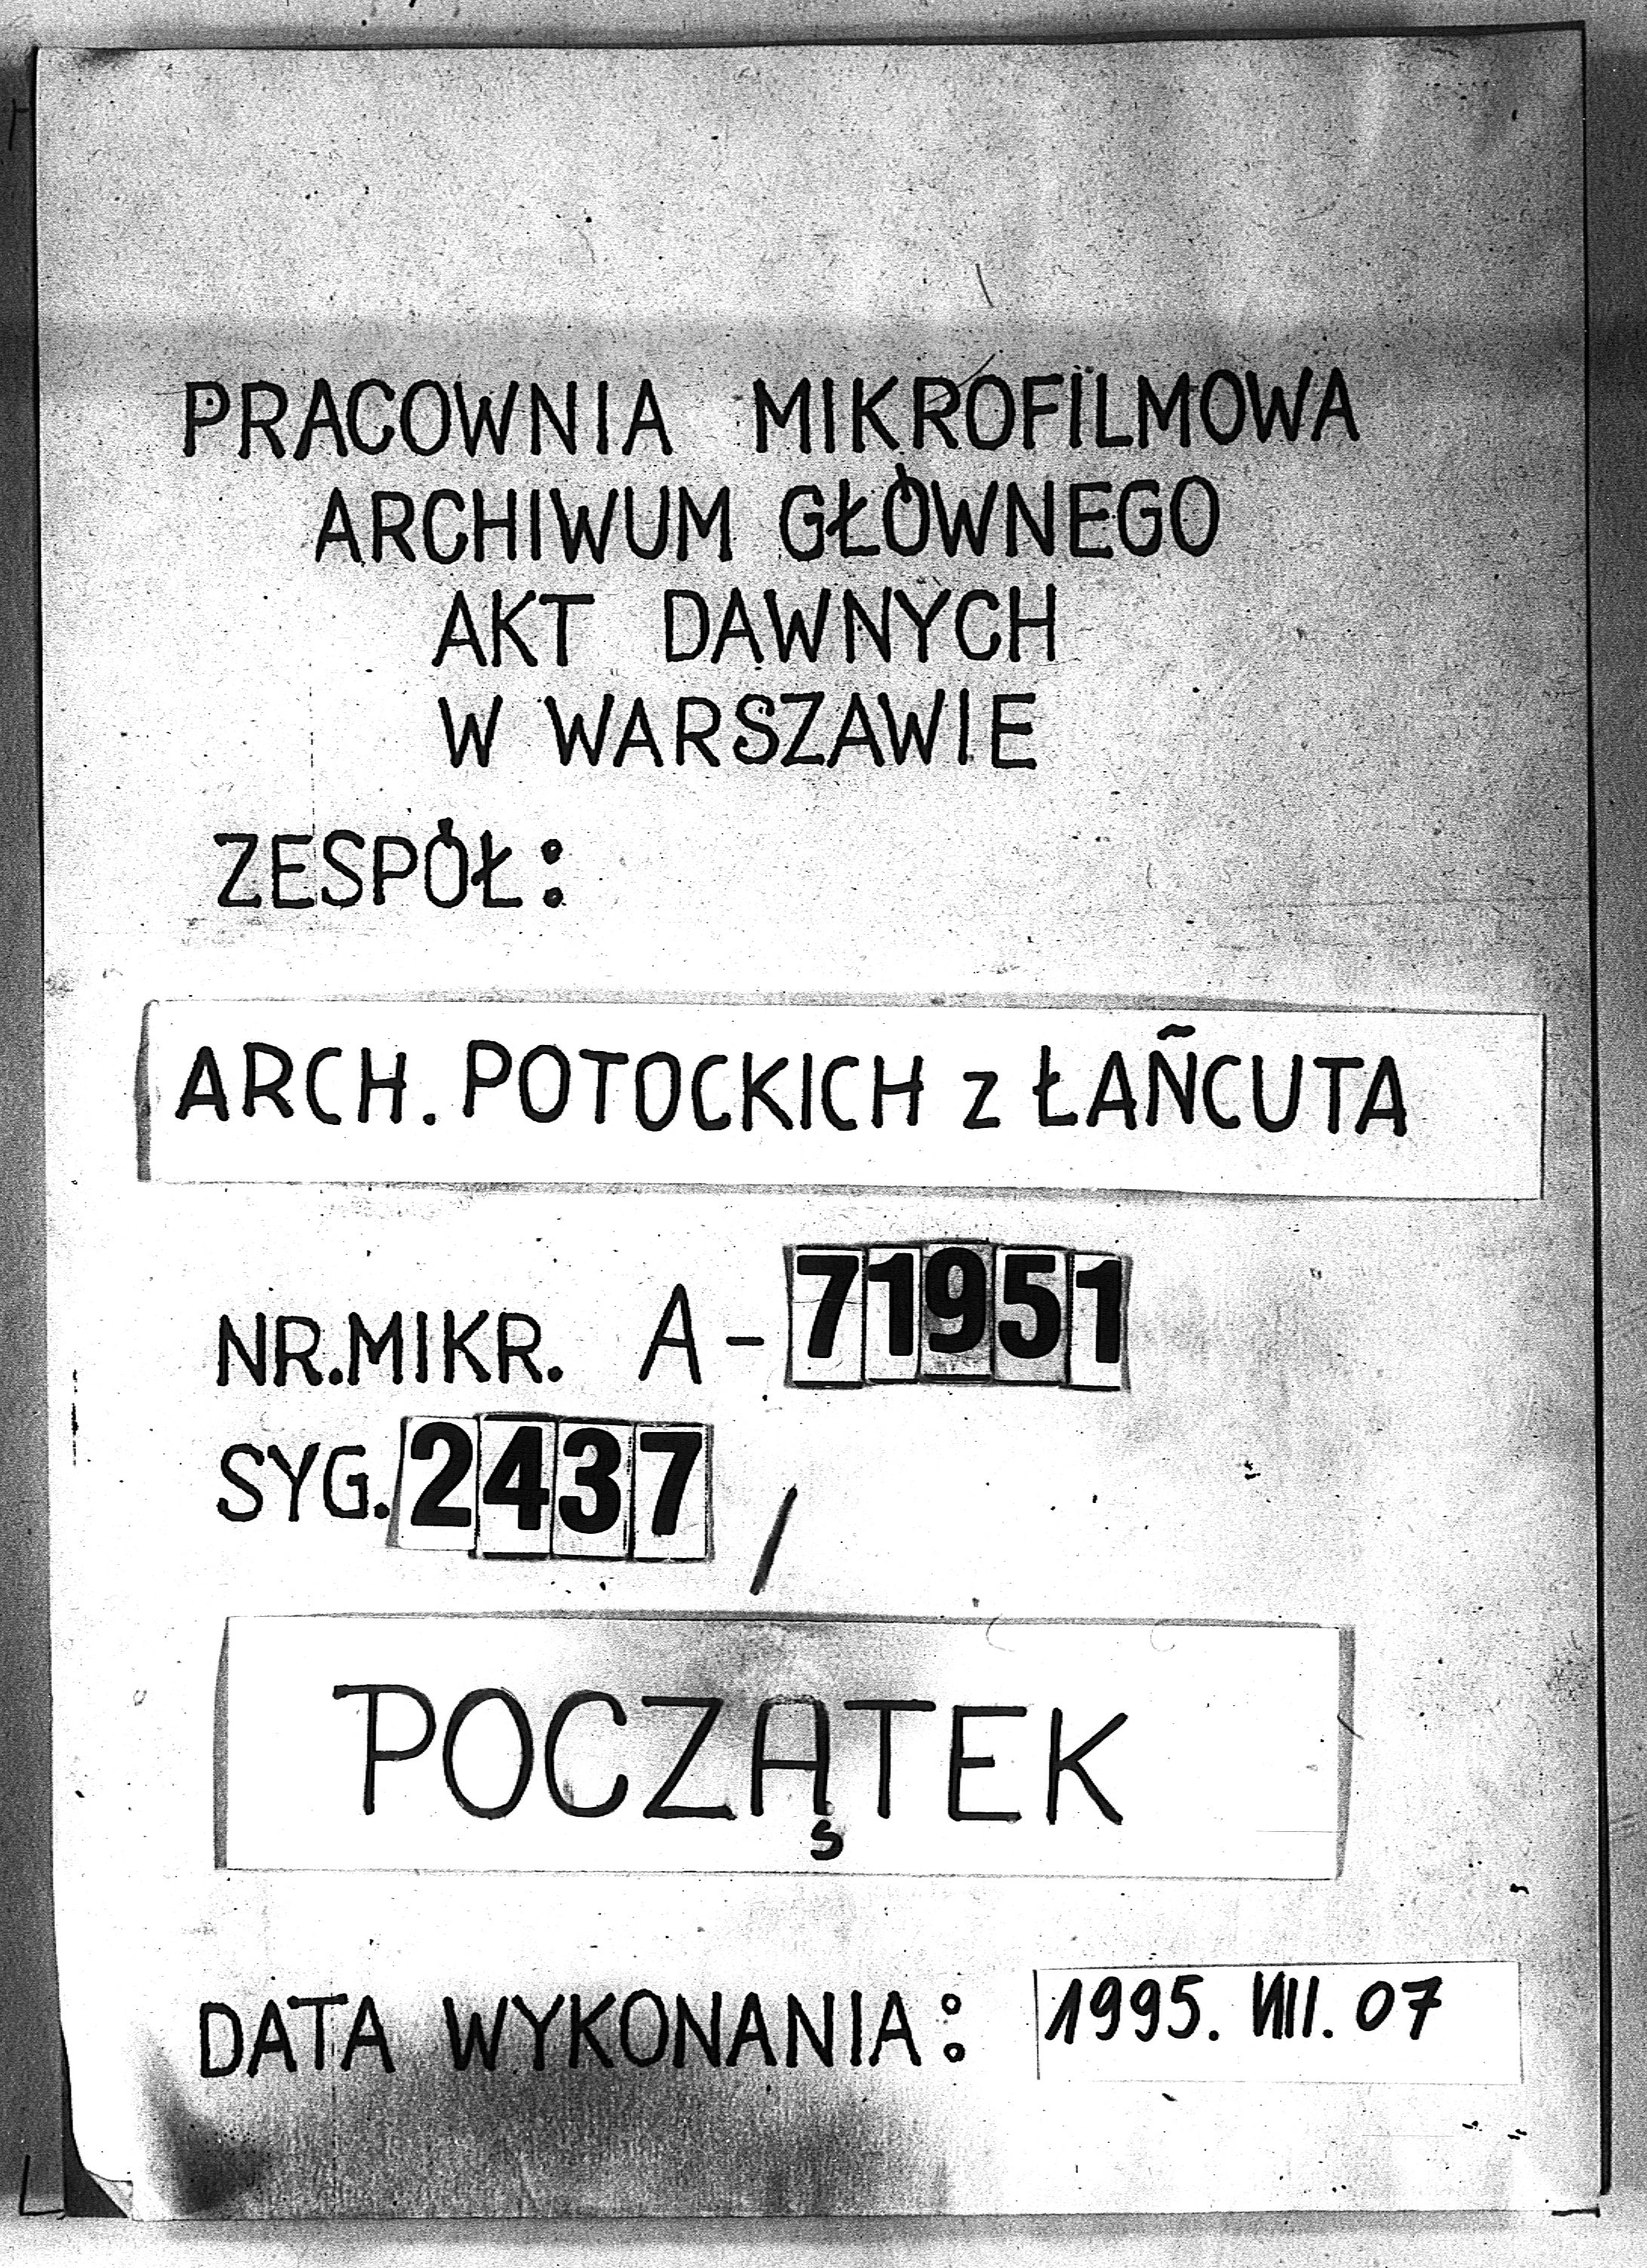 PRACOWNIA MIKROFILMOWA
ARCHIWUM GŁÓWNEGO
AKT DAWNYCH
W WARSZAWIE
ZESPÓŁ:
ARCH. POTOCKICH z ŁAŃCUTA
NR.MIKR. A-71951
SYG. 2437 /
POCZĄTEK
DATA WYKONANIA: 1995. VIII. 07